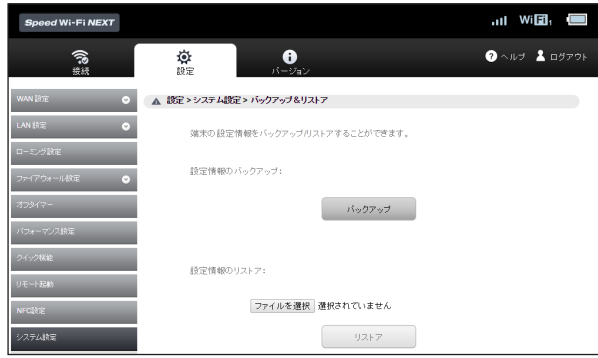 Speed Wi-Fi NEXT
WiFi 1
接続
設定
バージョン
ヘルプ
ログアウト
WAN 設定
LAN 設定
ローミング設定
ファイアウォール設定
オフタイマー
パフォーマンス設定
クイック機能
リモート起動
NFC設定
システム設定
設定 > システム設定 > バックアップ&リストア
端末の設定情報をバックアップ/リストアすることができます。
設定情報のバックアップ:
バックアップ
設定情報のリストア:
ファイルを選択 選択されていません
リストア